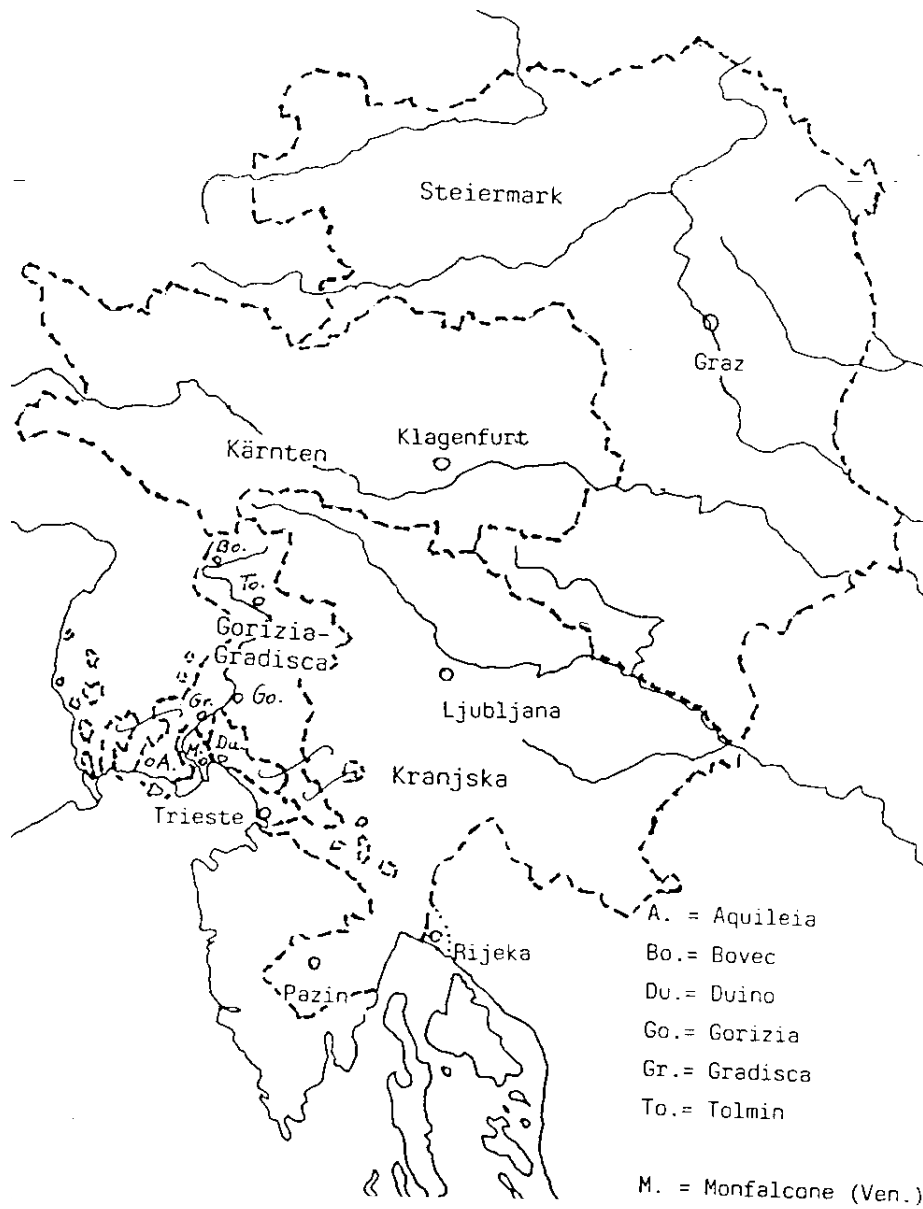 Steiermark
Graz
Klagenfurt
Kärnten
Bo.
To.
Gorizia-
Gradisca
Gr.
Go.
Ljubljana
A.
M.
Du.
Kranjska
Trieste
Rijeka
Pazin
A. = Aquileia
Bo.= Bovec
Du.= Duino
Go.= Gorizia
Gr.= Gradisca
To.= Tolmin
M. = Monfalcone (Ven.)